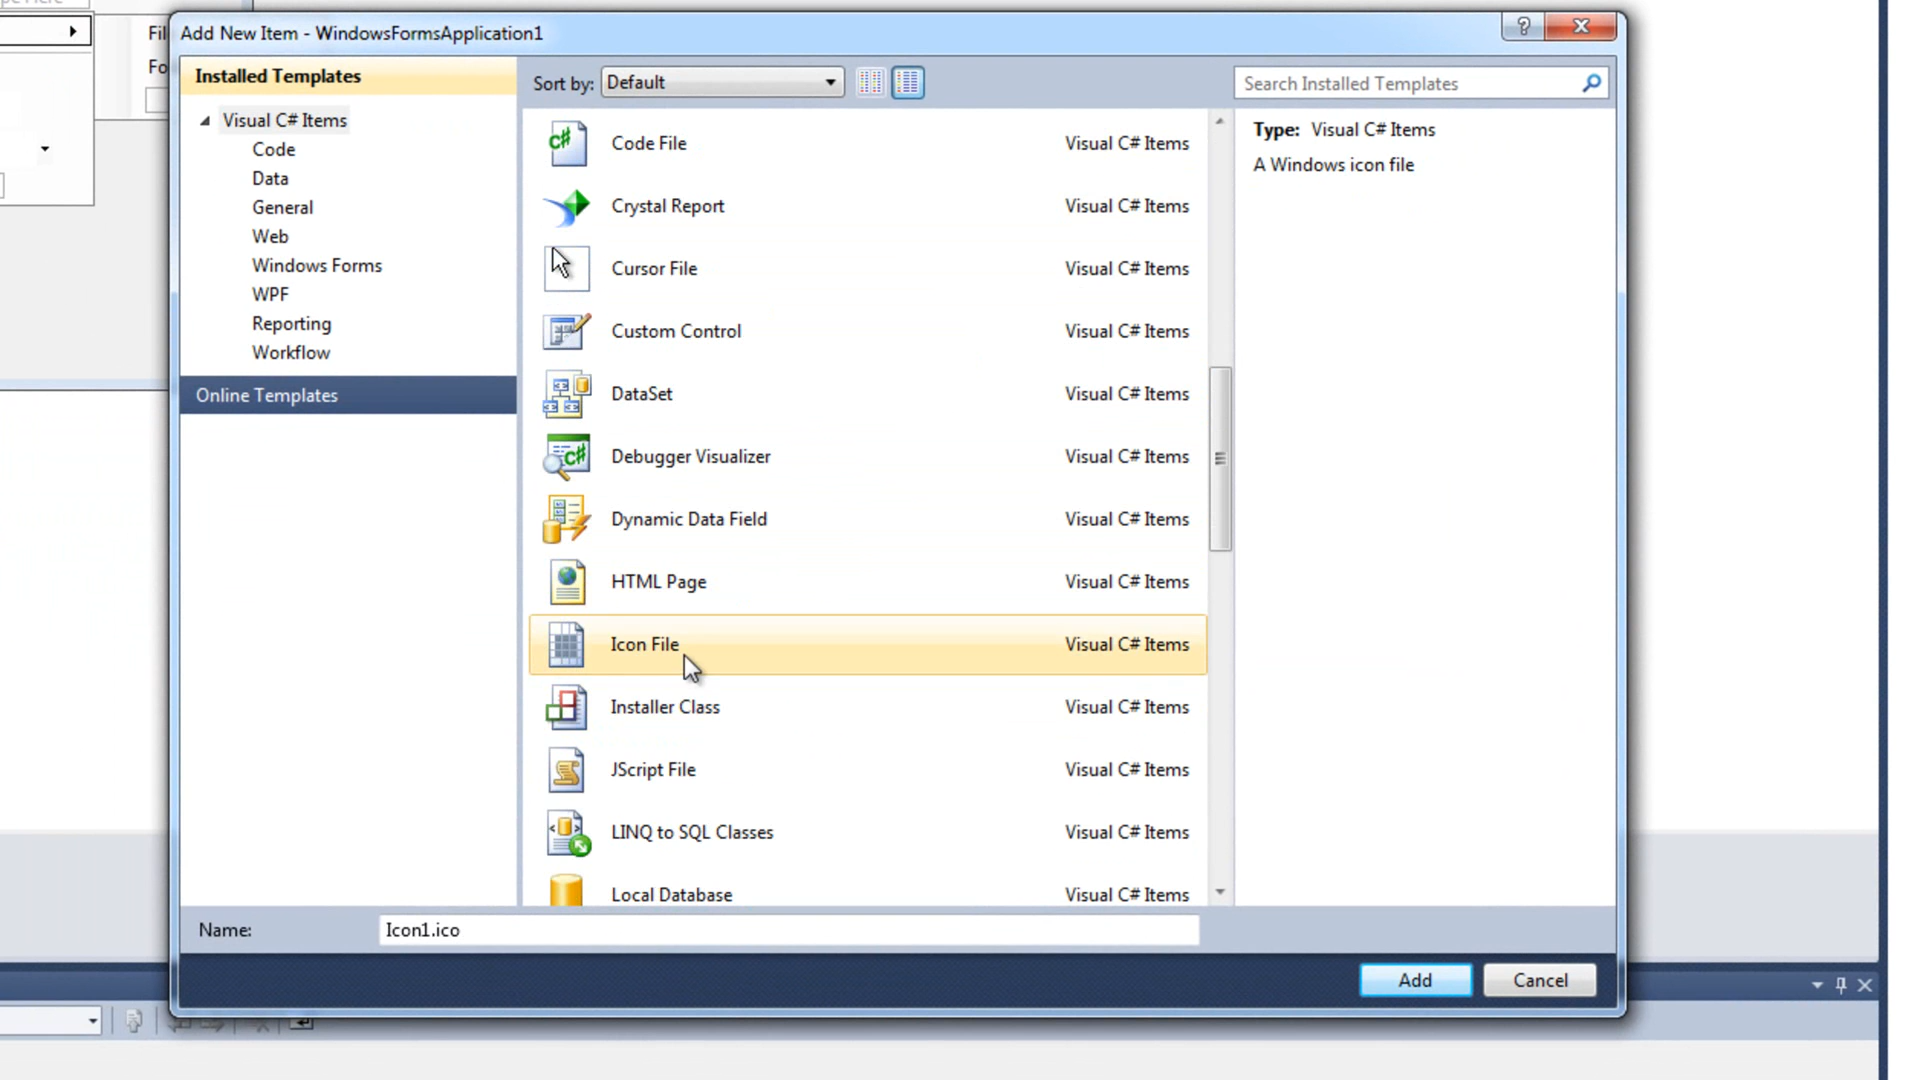 Add New Item - WindowsFormsApplication1
Fil
Fo
Installed Templates
Visual C# Items
Code
Data
General
Web
Windows Forms
WPF
Reporting
Workflow
Online Templates
Sort by: Default
Search Installed Templates
Code File Visual C# Items
Crystal Report Visual C# Items
Cursor File Visual C# Items
Custom Control Visual C# Items
DataSet Visual C# Items
Debugger Visualizer Visual C# Items
Dynamic Data Field Visual C# Items
HTML Page Visual C# Items
Icon File Visual C# Items
Installer Class Visual C# Items
JScript File Visual C# Items
LINQ to SQL Classes Visual C# Items
Local Database Visual C# Items
Type: Visual C# Items
A Windows icon file
Name: Icon1.ico
Add Cancel